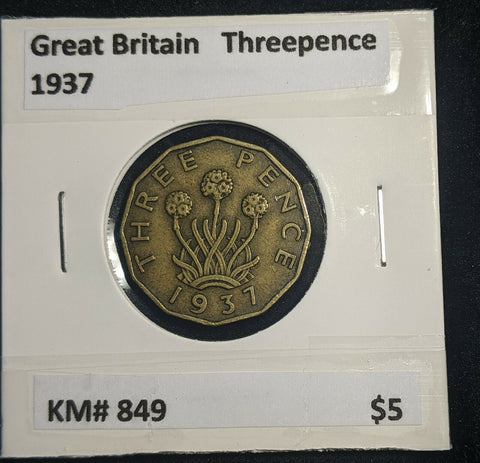 Great Britain Threepence
1937
THREE PENCE
1937
KM# 849 $5